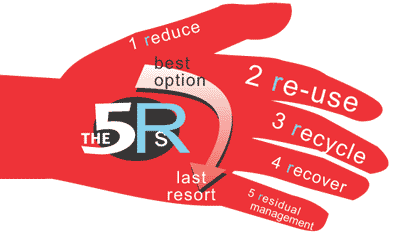 1 reduce
best
option
2 re-use
THE 5Rs
3 recycle
4 recover
last
resort
5 residual
management